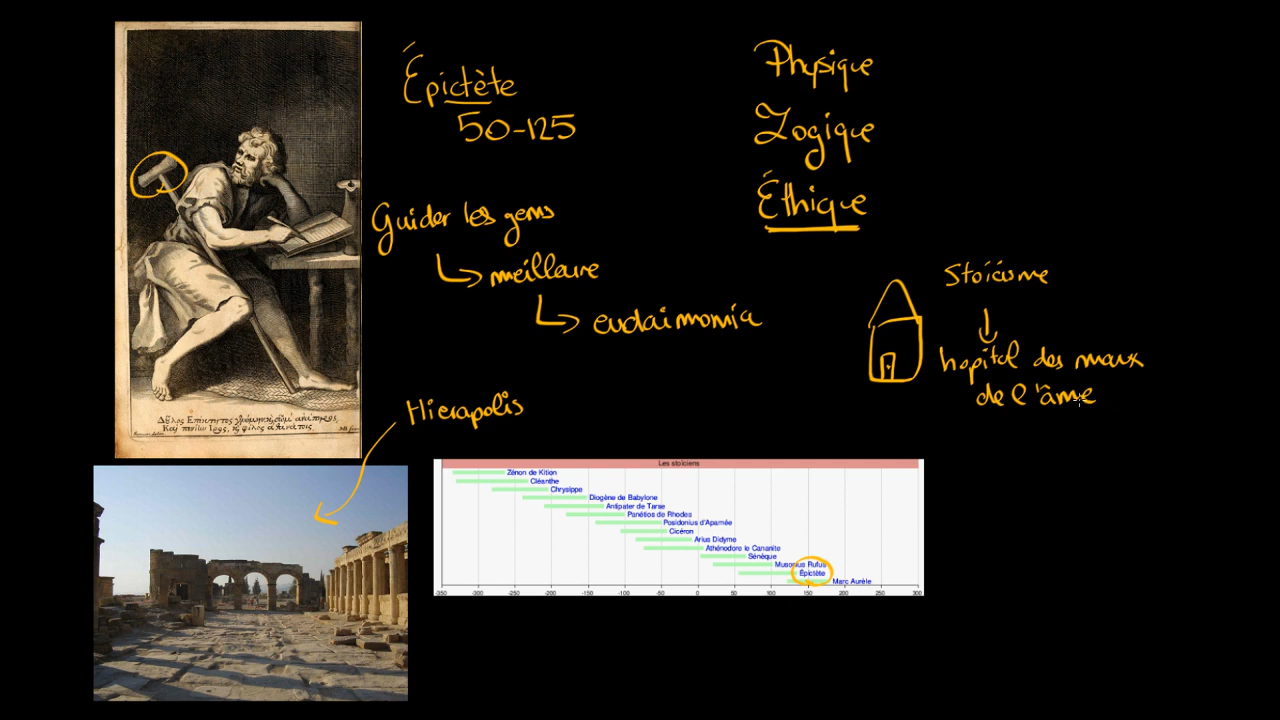 Épictète
50-125
Physique
Logique
Éthique
Guider les gens
meilleure
eudaimonia
Stoïcisme
hopital des maux
de l'âme
Hierapolis
Les stoïciens
Zénon de Kition
Cléanthe
Chrysippe
Diogène de Babylone
Antipater de Tarse
Panétios de Rhodes
Posidonius d'Apamée
Cicéron
Arius Didyme
Athénodore le Cananite
Sénèque
Musonius Rufus
Épictète
Marc Aurèle
-350 -300 -250 -200 -150 -100 -50 0 50 100 150 200 250 300